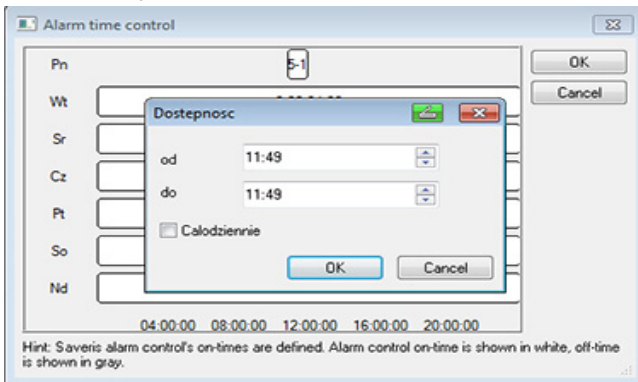 Alarm time control
Pn
5-1
OK
Wt
Cancel
Dostepnosc
Sr
od 11:49
Cz
do 11:49
Pt
Calodziennie
So
OK Cancel
Nd
04:00:00 08:00:00 12:00:00 16:00:00 20:00:00
Hint: Saveris alarm control's on-times are defined. Alarm control on-time is shown in white, off-time
is shown in gray.